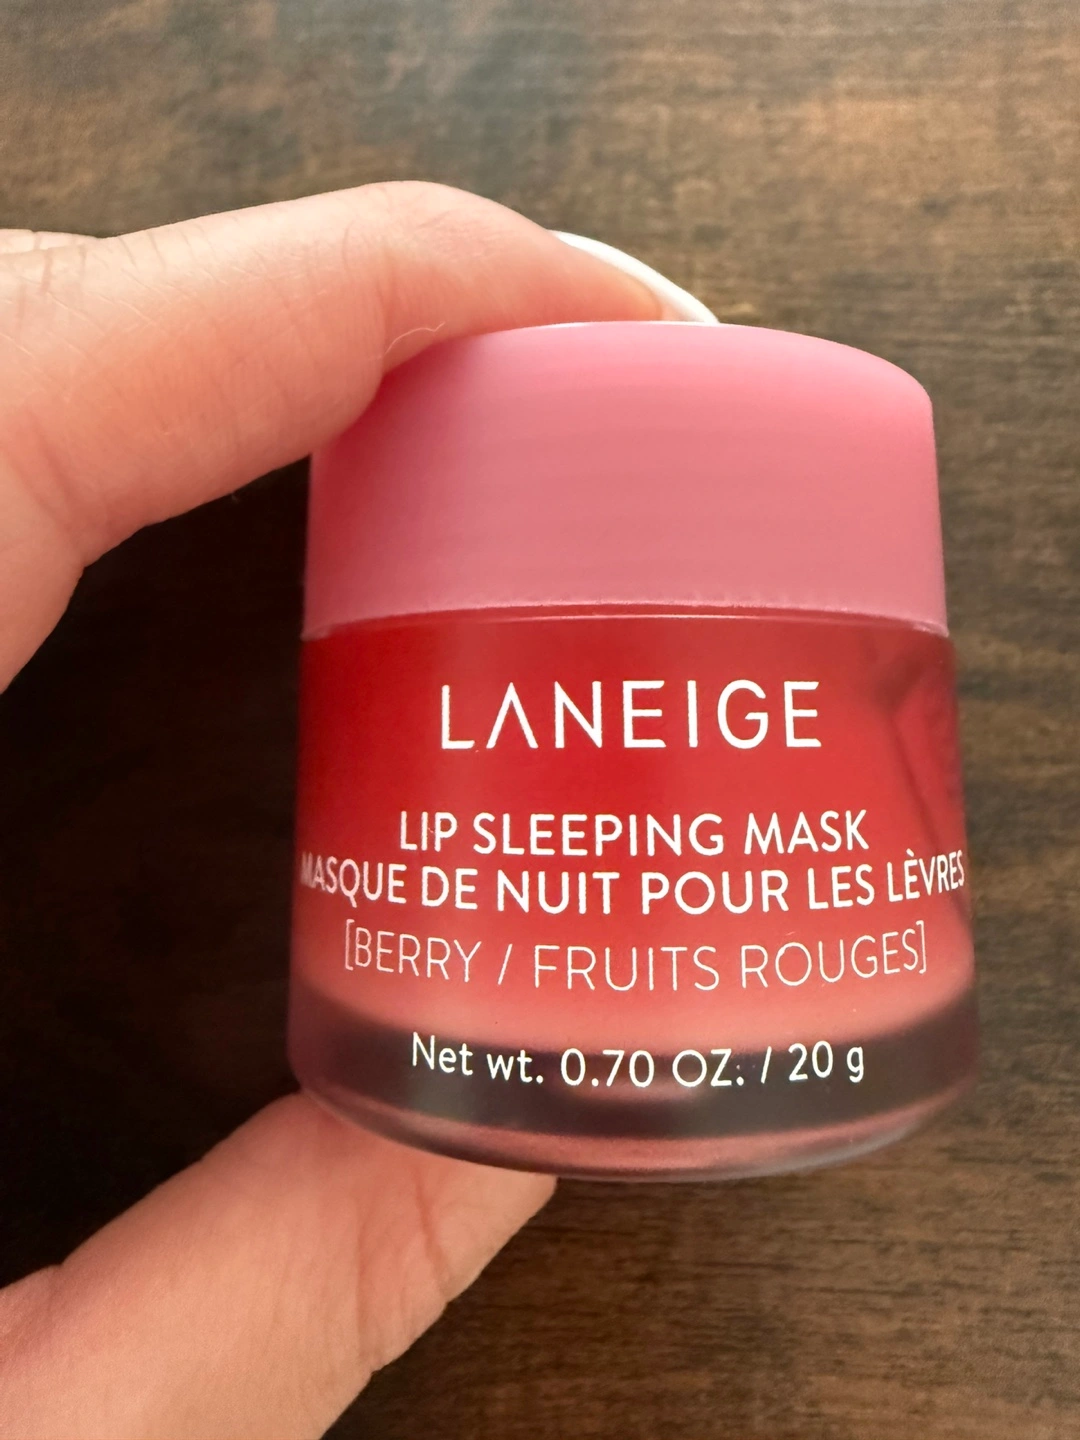 LANEIGE
LIP SLEEPING MASK
MASQUE DE NUIT POUR LES LÈVRES
[BERRY / FRUITS ROUGES]
Net wt. 0.70 OZ. / 20 g